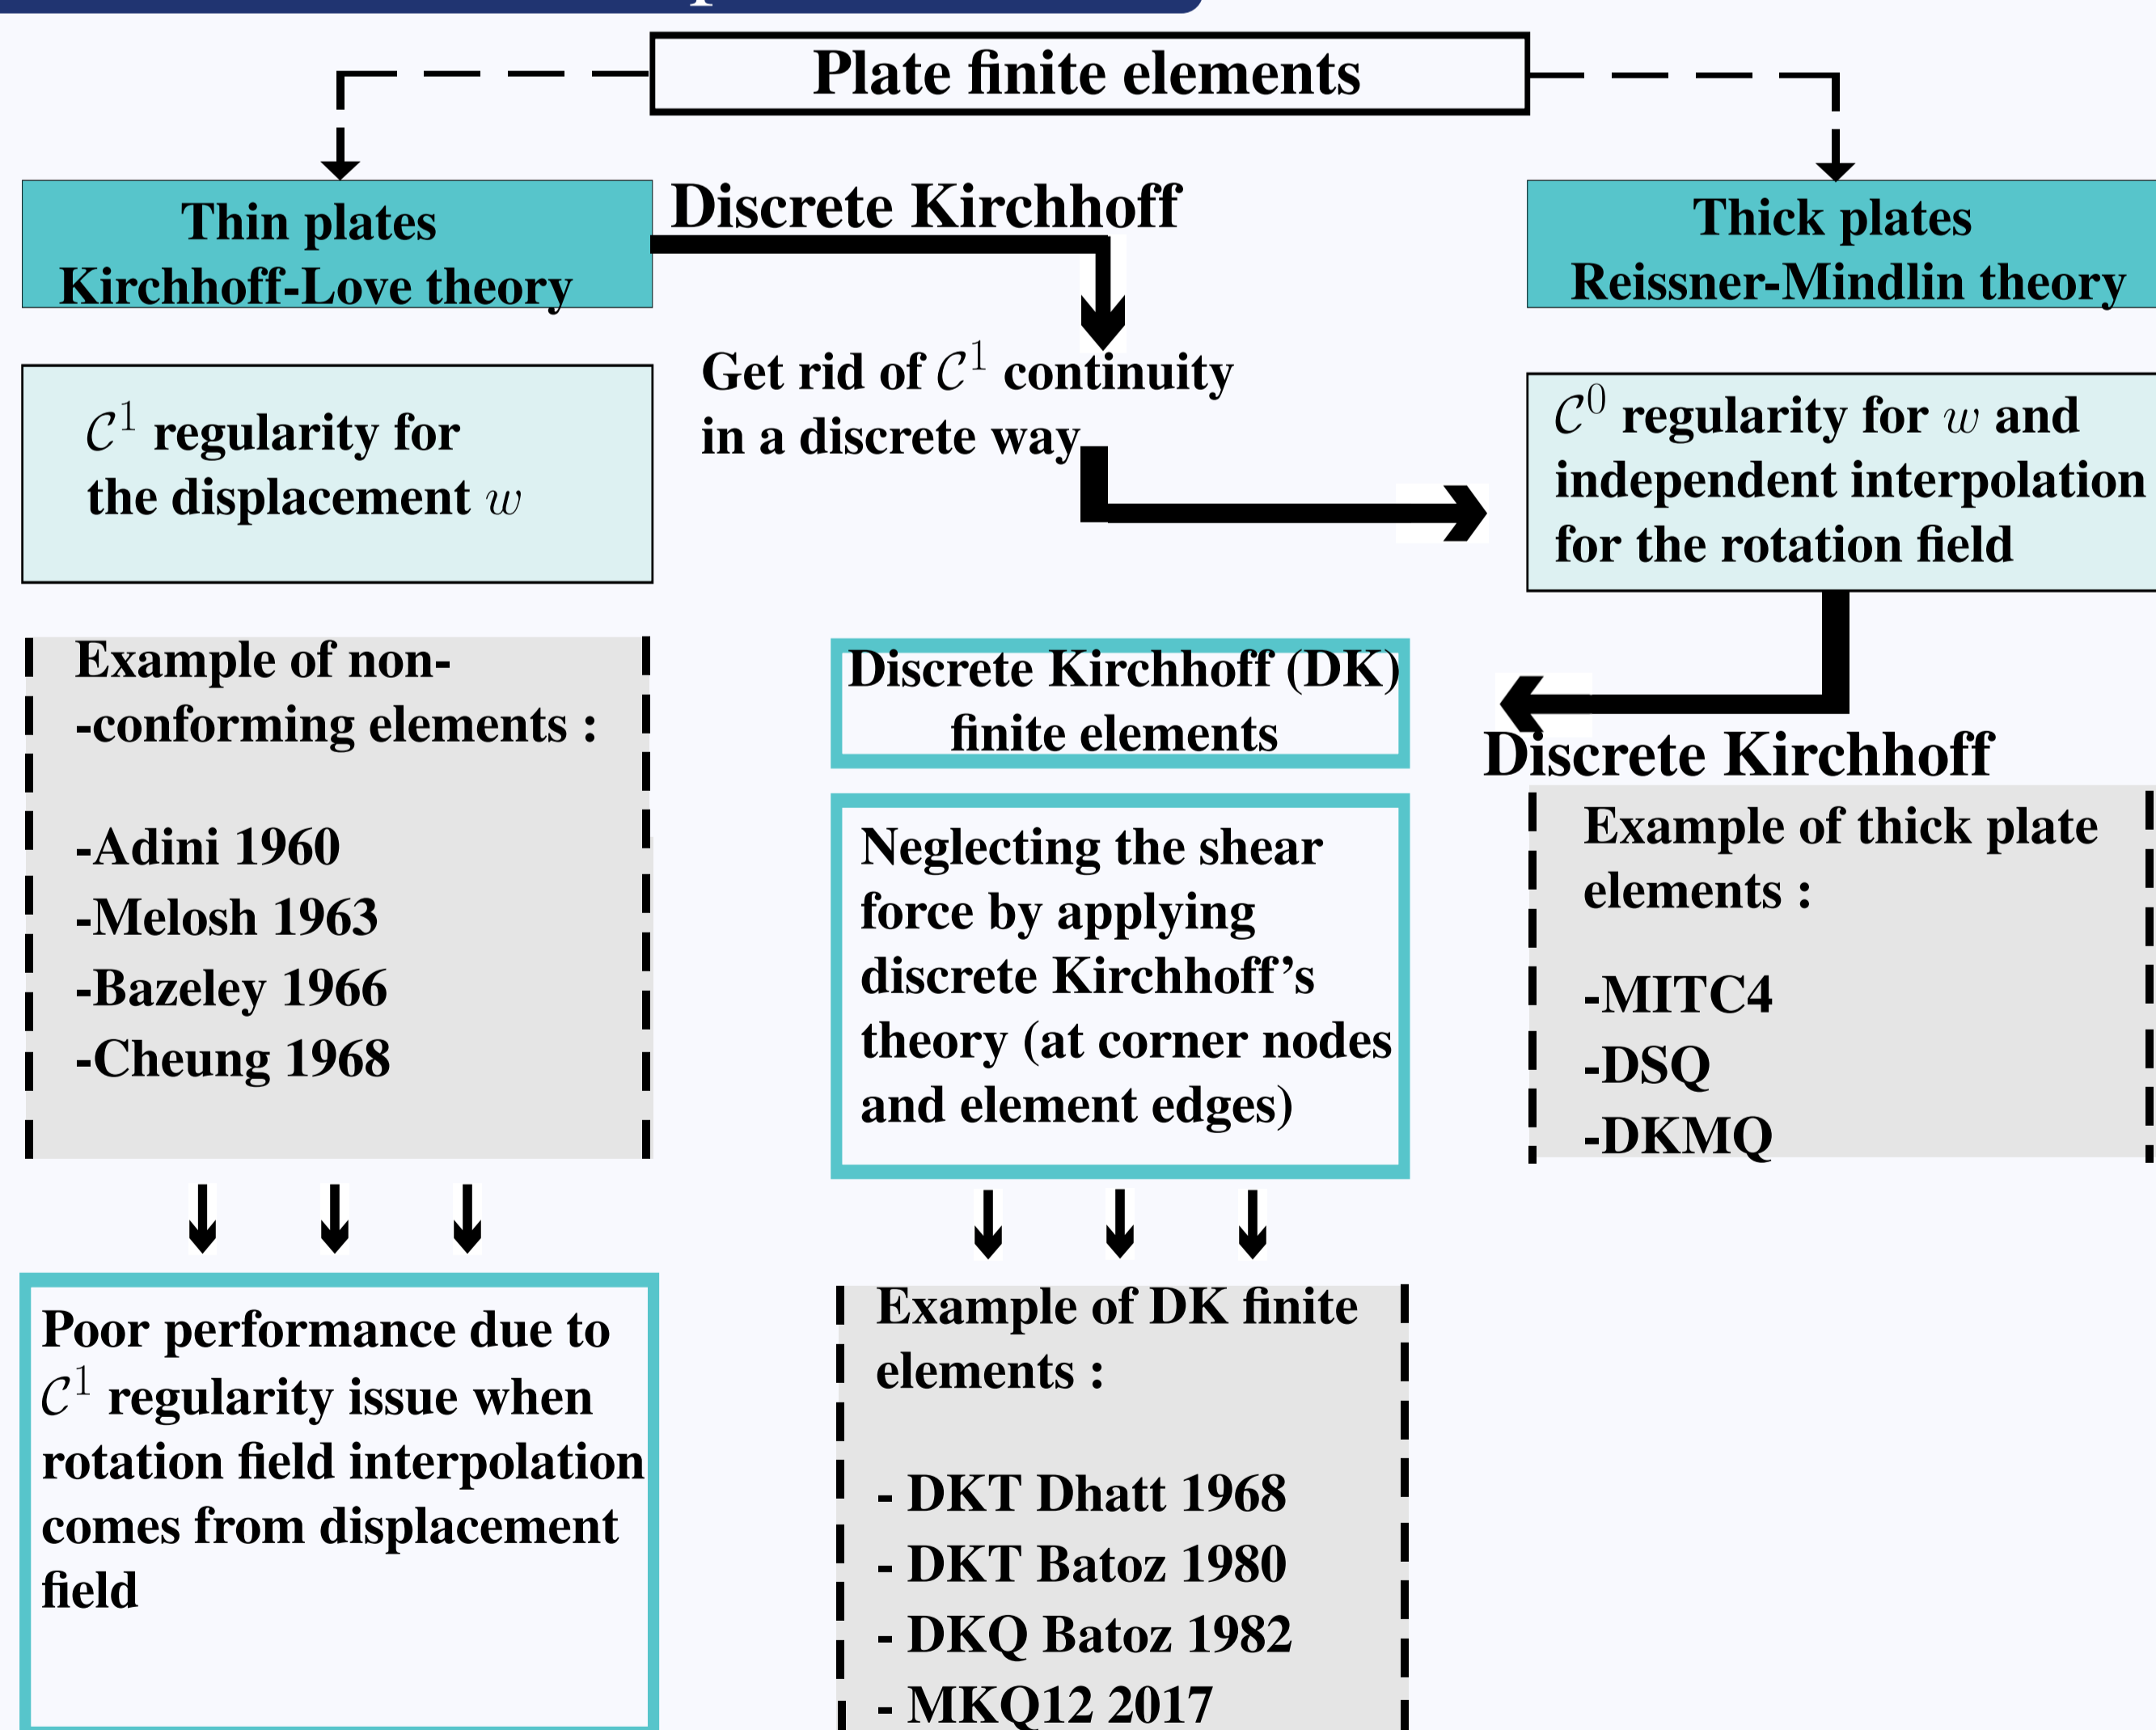 Plate finite elements
Thin plates
Kirchhoff-Love theory
Discrete Kirchhoff
Thick plates
Reissner-Mindlin theory
Get rid of 𝒞¹ continuity
in a discrete way
𝒞¹ regularity for
the displacement w
𝒞⁰ regularity for w and
independent interpolation
for the rotation field
Example of non-
-conforming elements :
-Adini 1960
-Melosh 1963
-Bazeley 1966
-Cheung 1968
Discrete Kirchhoff (DK)
finite elements
Neglecting the shear
force by applying
discrete Kirchhoff’s
theory (at corner nodes
and element edges)
Discrete Kirchhoff
Example of thick plate
elements :
-MITC4
-DSQ
-DKMQ
Poor performance due to
𝒞¹ regularity issue when
rotation field interpolation
comes from displacement
field
Example of DK finite
elements :
- DKT Dhatt 1968
- DKT Batoz 1980
- DKQ Batoz 1982
- MKQ12 2017